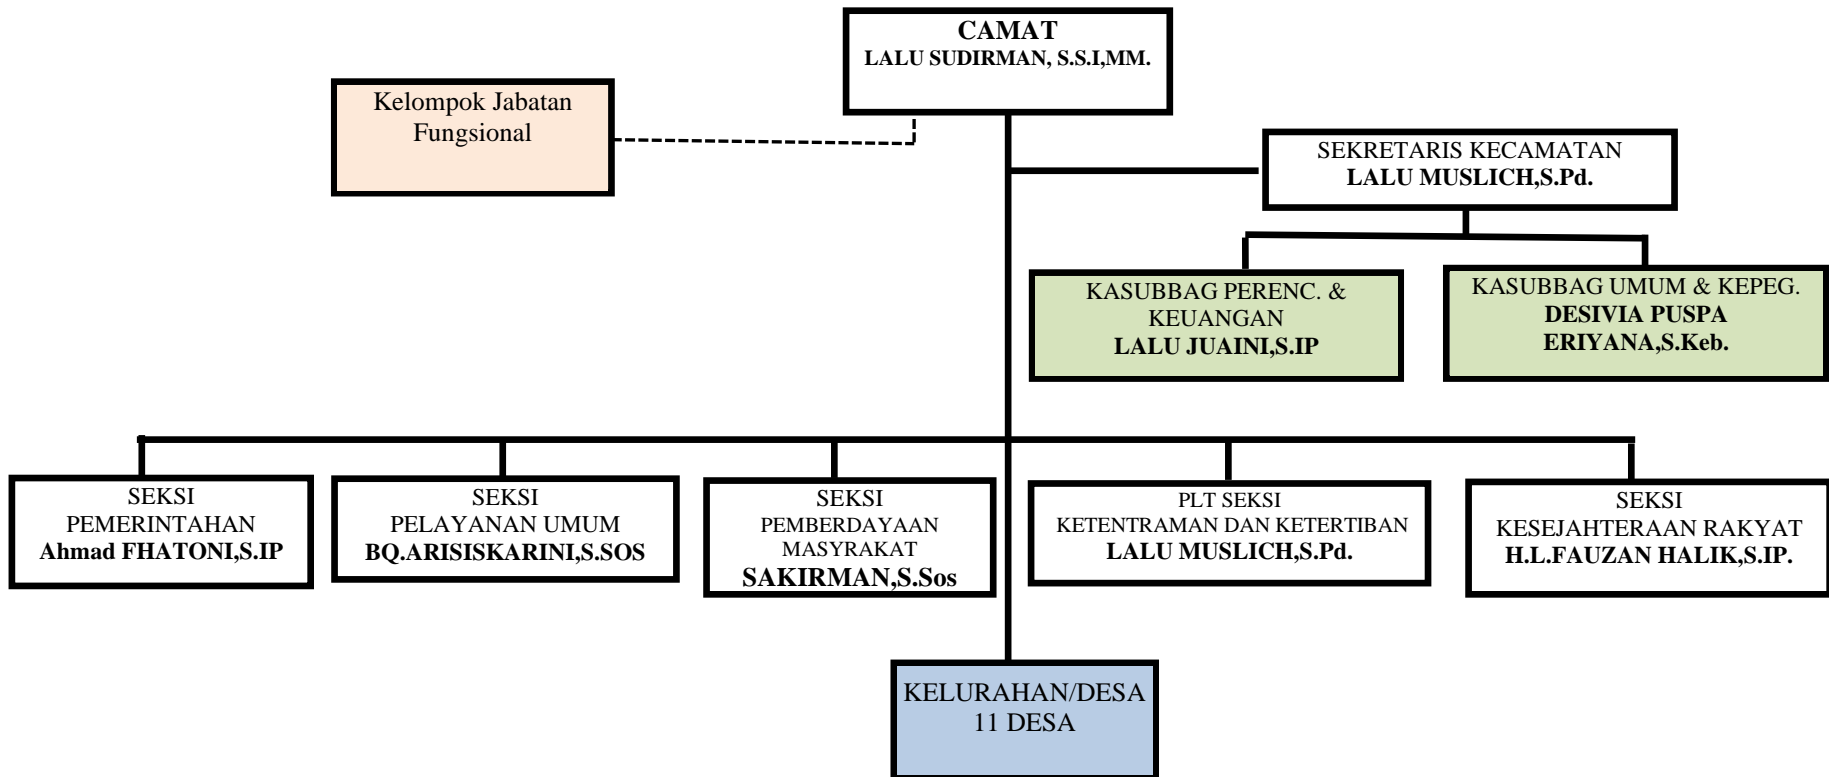 CAMAT
LALU SUDIRMAN, S.S.I,MM.
Kelompok Jabatan
Fungsional
SEKRETARIS KECAMATAN
LALU MUSLICH,S.Pd.
KASUBBAG PERENC. &
KEUANGAN
LALU JUAINI,S.IP
KASUBBAG UMUM & KEPEG.
DESIVIA PUSPA
ERIYANA,S.Keb.
SEKSI
PEMERINTAHAN
Ahmad FHATONI,S.IP
SEKSI
PELAYANAN UMUM
BQ.ARISISKARINI,S.SOS
SEKSI
PEMBERDAYAAN
MASYRAKAT
SAKIRMAN,S.Sos
PLT SEKSI
KETENTRAMAN DAN KETERTIBAN
LALU MUSLICH,S.Pd.
SEKSI
KESEJAHTERAAN RAKYAT
H.L.FAUZAN HALIK,S.IP.
KELURAHAN/DESA
11 DESA